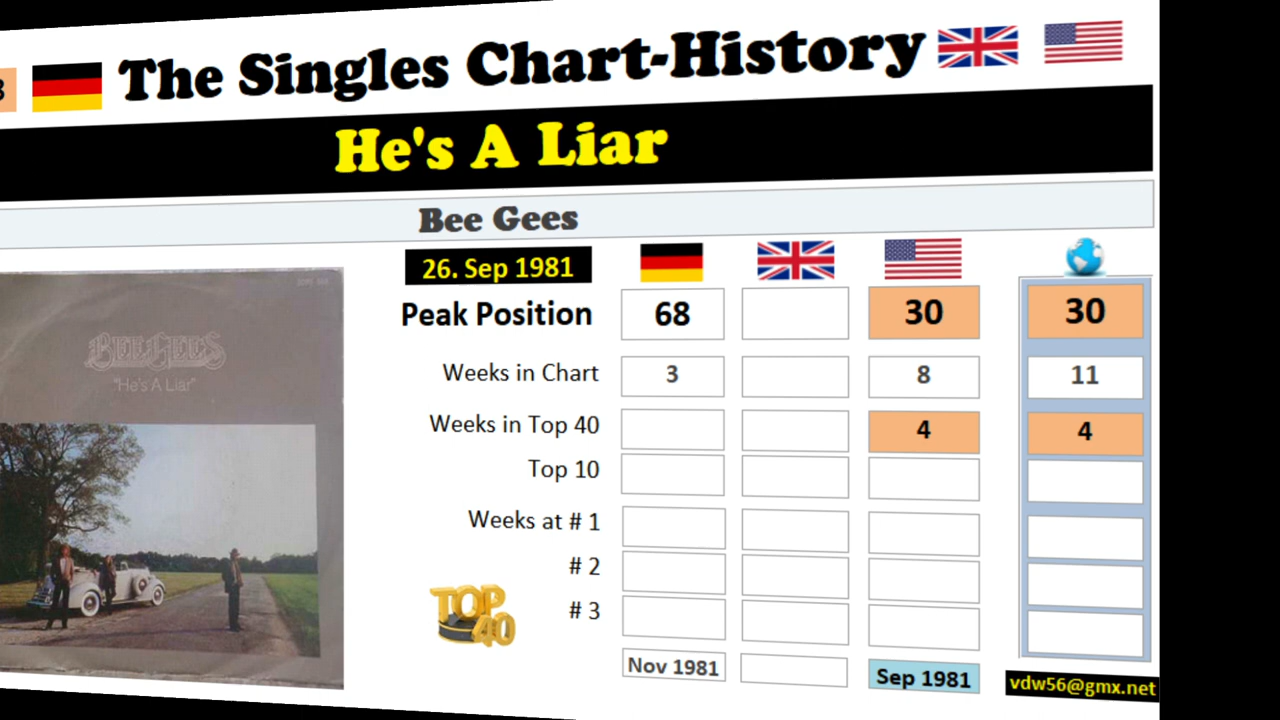 The Singles Chart-History
He's A Liar
Bee Gees
26. Sep 1981
Peak Position 68 30 30
Weeks in Chart 3 8 11
Weeks in Top 40 4 4
Top 10
Weeks at # 1
# 2
# 3
Nov 1981 Sep 1981
vdw56@gmx.net
BEE GEES
"He's A Liar"
TOP
40